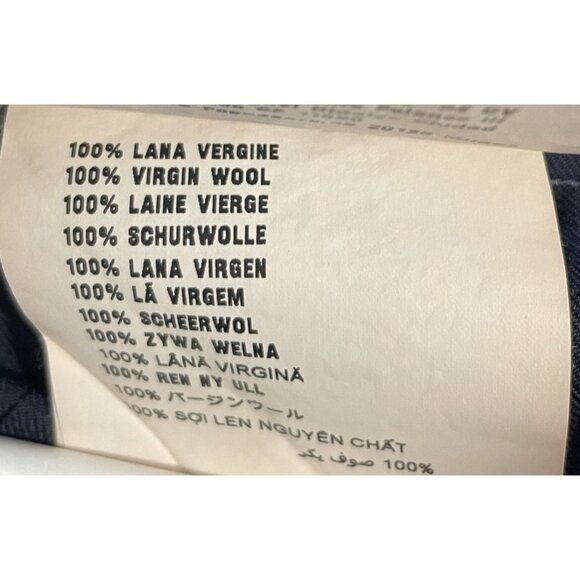 100% LANA VERGINE
100% VIRGIN WOOL
100% LAINE VIERGE
100% SCHURWOLLE
100% LANA VIRGEN
100% LÃ VIRGEM
100% SCHEERWOL
100% ZYWA WELNA
100% LÂNĂ VIRGINĂ
100% REN NY ULL
100% バージンウール
100% SỢI LEN NGUYÊN CHẤT
100% صوف بكر